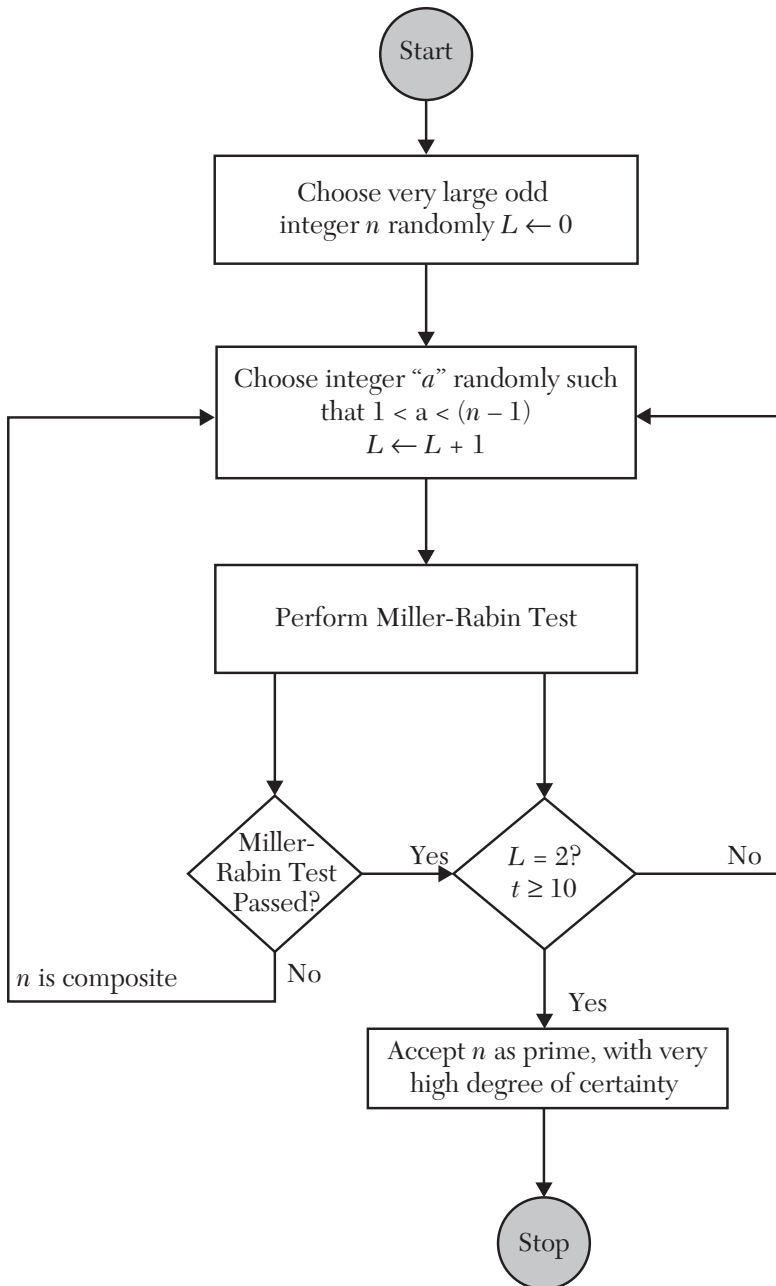 Start
Choose very large odd
integer n randomly L ← 0
Choose integer “a” randomly such
that 1 < a < (n – 1)
L ← L + 1
Perform Miller-Rabin Test
Miller-
Rabin Test
Passed?
Yes
L = 2?
t ≥ 10
No
n is composite
No
Yes
Accept n as prime, with very
high degree of certainty
Stop